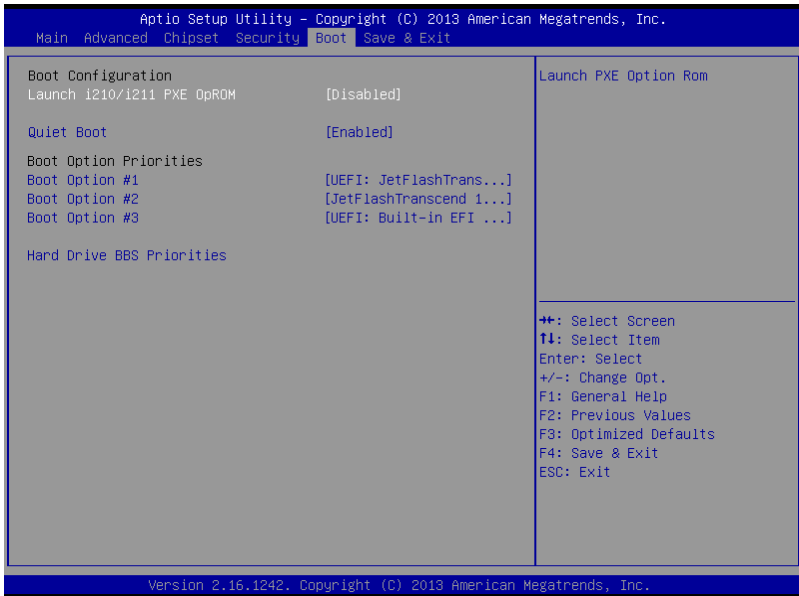 Aptio Setup Utility – Copyright (C) 2013 American Megatrends, Inc.
Main Advanced Chipset Security Boot Save & Exit
Boot Configuration
Launch i210/i211 PXE OpROM [Disabled]
Quiet Boot [Enabled]
Boot Option Priorities
Boot Option #1 [UEFI: JetFlashTrans...]
Boot Option #2 [JetFlashTranscend 1...]
Boot Option #3 [UEFI: Built-in EFI ...]
Hard Drive BBS Priorities
Launch PXE Option Rom
→←: Select Screen
↑↓: Select Item
Enter: Select
+/-: Change Opt.
F1: General Help
F2: Previous Values
F3: Optimized Defaults
F4: Save & Exit
ESC: Exit
Version 2.16.1242. Copyright (C) 2013 American Megatrends, Inc.